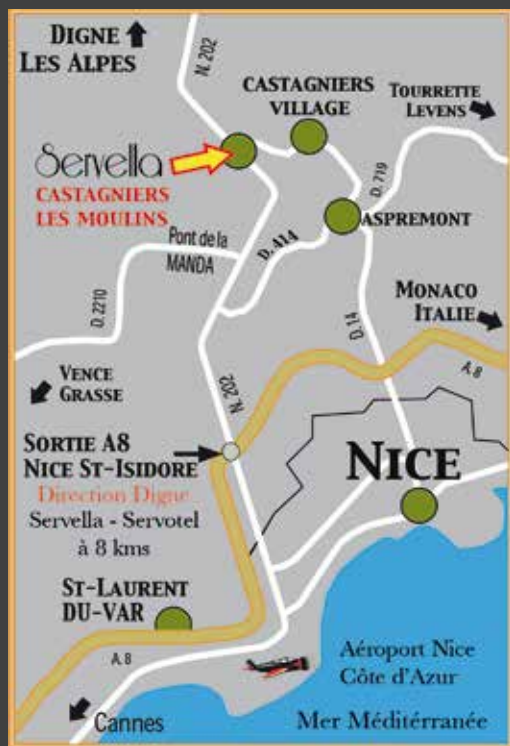 DIGNE
LES ALPES
N. 202
CASTAGNIERS
VILLAGE
TOURRETTE
LEVENS
Servella
CASTAGNIERS
LES MOULINS
D. 719
ASPREMONT
Pont de la
MANDA
D. 414
D. 2210
MONACO
ITALIE
D. 14
A. 8
VENCE
GRASSE
N. 202
SORTIE A8
NICE ST-ISIDORE
Direction Digne
Servella - Servotel
à 8 kms
NICE
ST-LAURENT
DU-VAR
A. 8
Aéroport Nice
Côte d'Azur
Cannes
Mer Méditérranée